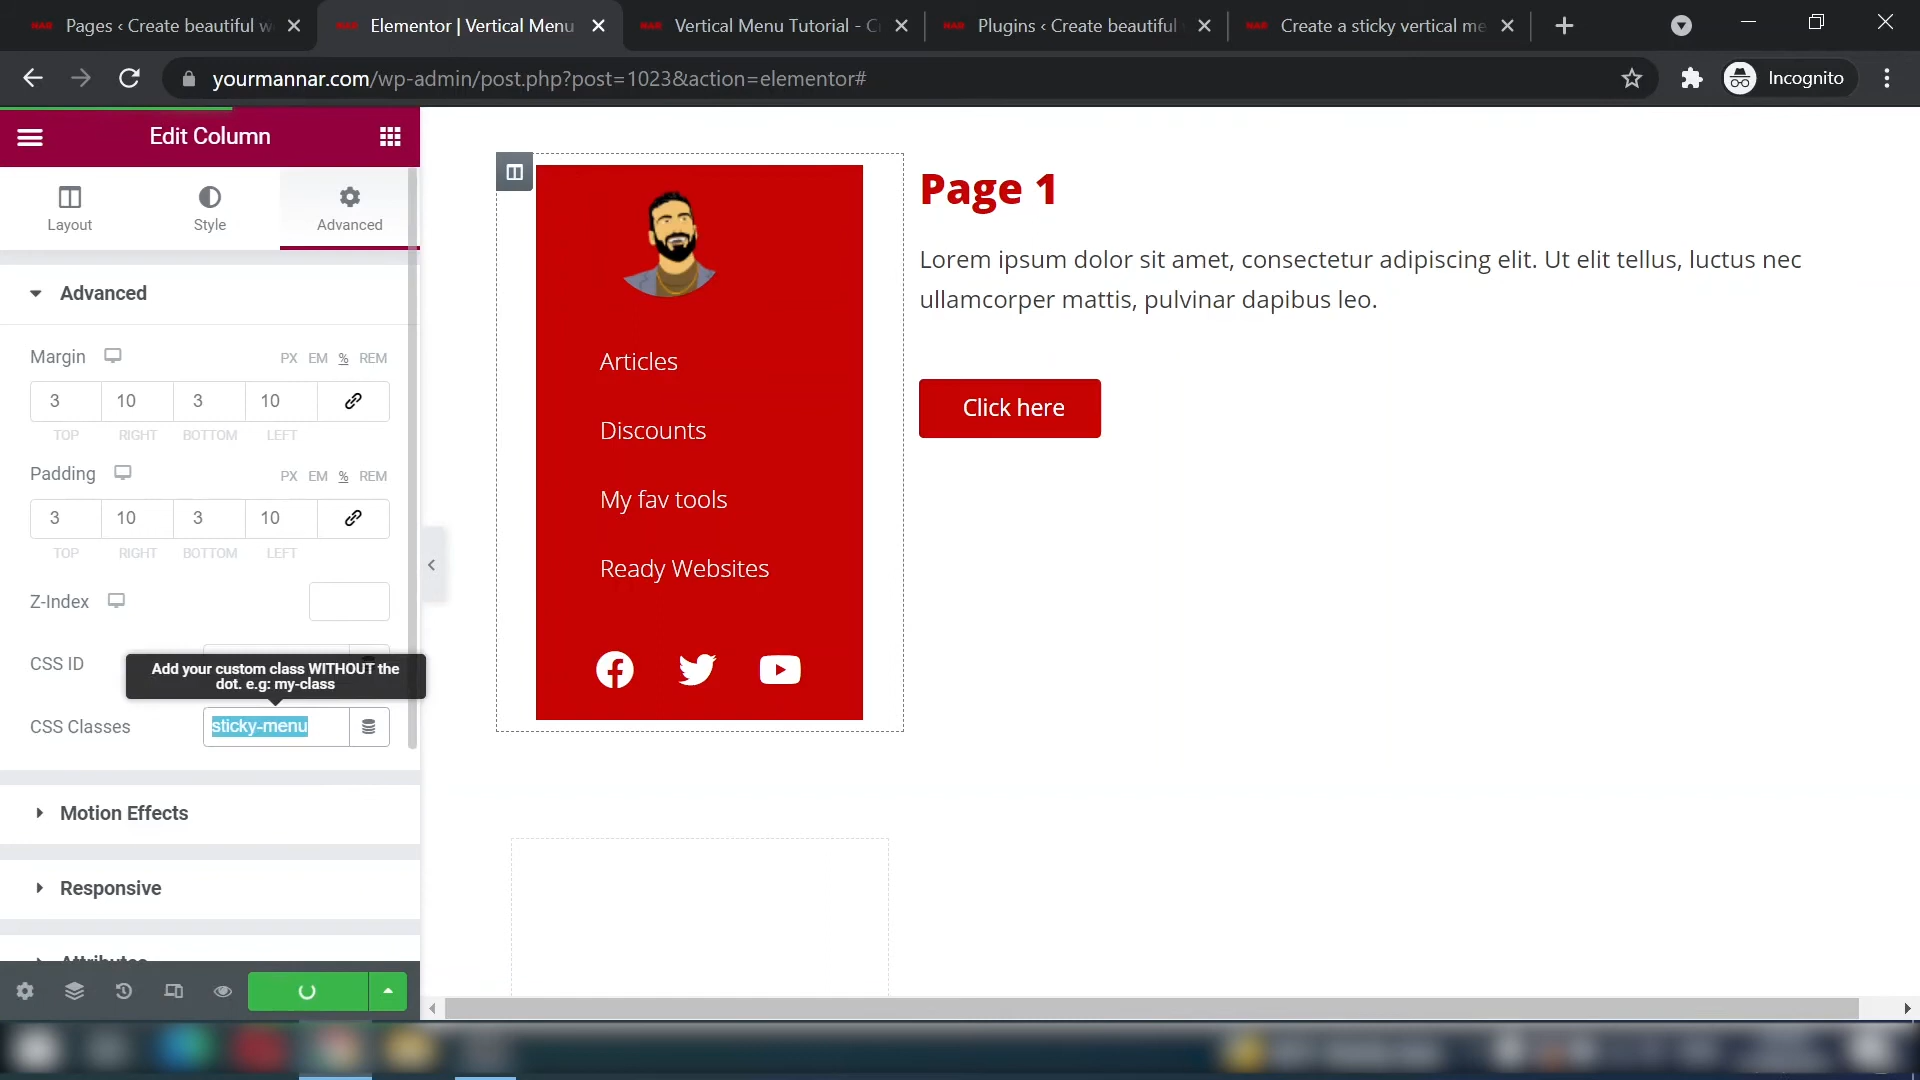 Pages ‹ Create beautiful w
Elementor | Vertical Menu
Vertical Menu Tutorial - C
Plugins ‹ Create beautiful
Create a sticky vertical me
yourmannar.com/wp-admin/post.php?post=1023&action=elementor#
Incognito
Edit Column
Layout
Style
Advanced
Advanced
Margin
PX EM % REM
3 10 3 10
TOP RIGHT BOTTOM LEFT
Padding
PX EM % REM
3 10 3 10
TOP RIGHT BOTTOM LEFT
Z-Index
CSS ID
Add your custom class WITHOUT the
dot. e.g: my-class
CSS Classes
sticky-menu
Motion Effects
Responsive
Attributes
Articles
Discounts
My fav tools
Ready Websites
Page 1
Lorem ipsum dolor sit amet, consectetur adipiscing elit. Ut elit tellus, luctus nec
ullamcorper mattis, pulvinar dapibus leo.
Click here